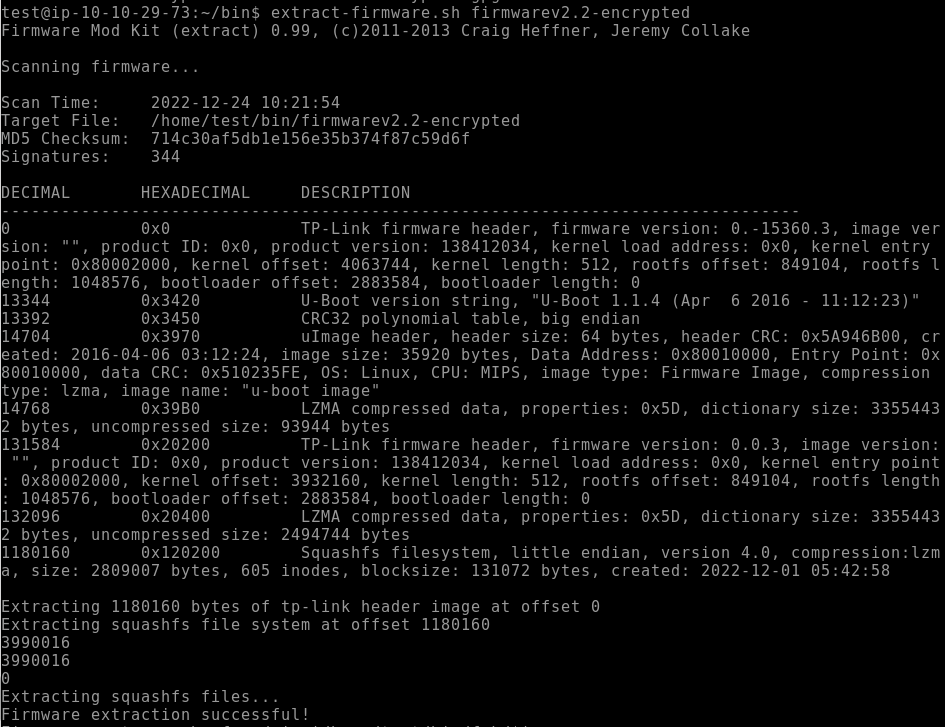 test@ip-10-10-29-73:~/bin$ extract-firmware.sh firmwarev2.2-encrypted
Firmware Mod Kit (extract) 0.99, (c)2011-2013 Craig Heffner, Jeremy Collake
Scanning firmware...
Scan Time:     2022-12-24 10:21:54
Target File:   /home/test/bin/firmwarev2.2-encrypted
MD5 Checksum:  714c30af5db1e156e35b374f87c59d6f
Signatures:    344
DECIMAL       HEXADECIMAL     DESCRIPTION
--------------------------------------------------------------------------------
0             0x0             TP-Link firmware header, firmware version: 0.-15360.3, image ver
sion: "", product ID: 0x0, product version: 138412034, kernel load address: 0x0, kernel entry
point: 0x80002000, kernel offset: 4063744, kernel length: 512, rootfs offset: 849104, rootfs l
ength: 1048576, bootloader offset: 2883584, bootloader length: 0
13344         0x3420          U-Boot version string, "U-Boot 1.1.4 (Apr  6 2016 - 11:12:23)"
13392         0x3450          CRC32 polynomial table, big endian
14704         0x3970          uImage header, header size: 64 bytes, header CRC: 0x5A946B00, cr
eated: 2016-04-06 03:12:24, image size: 35920 bytes, Data Address: 0x80010000, Entry Point: 0x
80010000, data CRC: 0x510235FE, OS: Linux, CPU: MIPS, image type: Firmware Image, compression
type: lzma, image name: "u-boot image"
14768         0x39B0          LZMA compressed data, properties: 0x5D, dictionary size: 3355443
2 bytes, uncompressed size: 93944 bytes
131584        0x20200         TP-Link firmware header, firmware version: 0.0.3, image version:
 "", product ID: 0x0, product version: 138412034, kernel load address: 0x0, kernel entry point
: 0x80002000, kernel offset: 3932160, kernel length: 512, rootfs offset: 849104, rootfs length
: 1048576, bootloader offset: 2883584, bootloader length: 0
132096        0x20400         LZMA compressed data, properties: 0x5D, dictionary size: 3355443
2 bytes, uncompressed size: 2494744 bytes
1180160       0x120200        Squashfs filesystem, little endian, version 4.0, compression:lzm
a, size: 2809007 bytes, 605 inodes, blocksize: 131072 bytes, created: 2022-12-01 05:42:58
Extracting 1180160 bytes of tp-link header image at offset 0
Extracting squashfs file system at offset 1180160
3990016
3990016
0
Extracting squashfs files...
Firmware extraction successful!